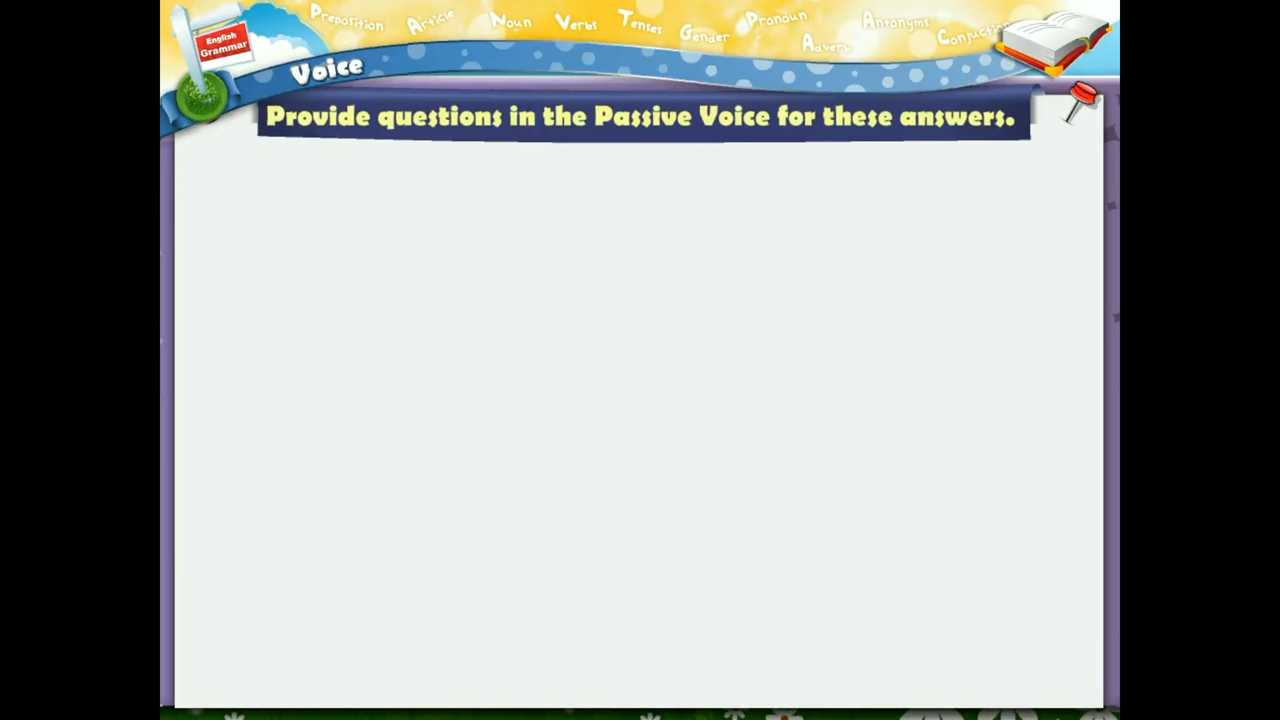 Preposition Article Noun Verbs Tenses Gender Pronoun Adverb Antonyms
English
Grammar
Voice
Provide questions in the Passive Voice for these answers.